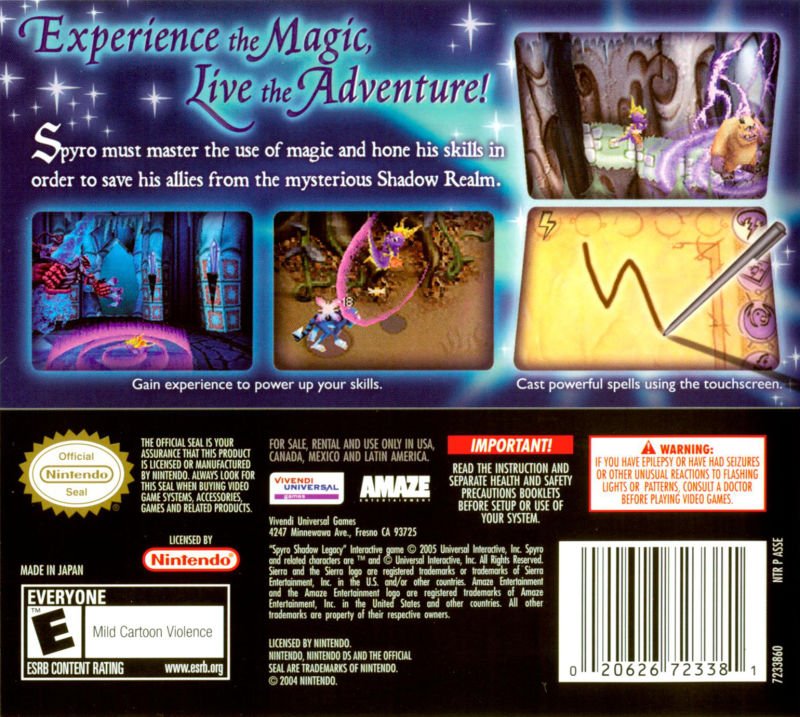 Experience the Magic,
Live the Adventure!
Spyro must master the use of magic and hone his skills in
order to save his allies from the mysterious Shadow Realm.
18
Gain experience to power up your skills.
Cast powerful spells using the touchscreen.
Official
Nintendo
Seal
THE OFFICIAL SEAL IS YOUR
ASSURANCE THAT THIS PRODUCT
IS LICENSED OR MANUFACTURED
BY NINTENDO. ALWAYS LOOK FOR
THIS SEAL WHEN BUYING VIDEO
GAME SYSTEMS, ACCESSORIES,
GAMES AND RELATED PRODUCTS.
LICENSED BY
Nintendo
MADE IN JAPAN
EVERYONE
TM
E
Mild Cartoon Violence
ESRB CONTENT RATING www.esrb.org
FOR SALE, RENTAL AND USE ONLY IN USA,
CANADA, MEXICO AND LATIN AMERICA.
VIVENDI
UNIVERSAL
games
AMAZE
ENTERTAINMENT
Vivendi Universal Games
4247 Minnewawa Ave., Fresno CA 93725
"Spyro Shadow Legacy" Interactive game © 2005 Universal Interactive, Inc. Spyro
and related characters are ™ and © Universal Interactive, Inc. All Rights Reserved.
Sierra and the Sierra logo are registered trademarks or trademarks of Sierra
Entertainment, Inc. in the U.S. and/or other countries. Amaze Entertainment
and the Amaze Entertainment logo are registered trademarks of Amaze
Entertainment, Inc. in the United States and other countries. All other
trademarks are property of their respective owners.
LICENSED BY NINTENDO.
NINTENDO, NINTENDO DS AND THE OFFICIAL
SEAL ARE TRADEMARKS OF NINTENDO.
© 2004 NINTENDO.
IMPORTANT!
READ THE INSTRUCTION AND
SEPARATE HEALTH AND SAFETY
PRECAUTIONS BOOKLETS
BEFORE SETUP OR USE OF
YOUR SYSTEM.
WARNING:
IF YOU HAVE EPILEPSY OR HAVE HAD SEIZURES
OR OTHER UNUSUAL REACTIONS TO FLASHING
LIGHTS OR PATTERNS, CONSULT A DOCTOR
BEFORE PLAYING VIDEO GAMES.
0 20626 72338 1
NTR P ASSE
7233860